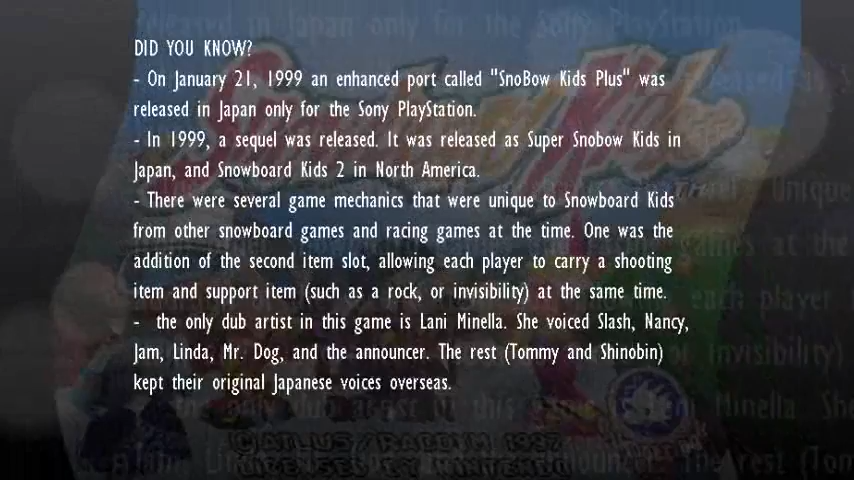 DID YOU KNOW?
- On January 21, 1999 an enhanced port called "SnoBow Kids Plus" was
released in Japan only for the Sony PlayStation.
- In 1999, a sequel was released. It was released as Super Snobow Kids in
Japan, and Snowboard Kids 2 in North America.
- There were several game mechanics that were unique to Snowboard Kids
from other snowboard games and racing games at the time. One was the
addition of the second item slot, allowing each player to carry a shooting
item and support item (such as a rock, or invisibility) at the same time.
-  the only dub artist in this game is Lani Minella. She voiced Slash, Nancy,
Jam, Linda, Mr. Dog, and the announcer. The rest (Tommy and Shinobin)
kept their original Japanese voices overseas.
©ATLUS/RACDYM 1997